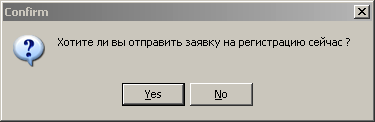 Confirm
Хотите ли вы отправить заявку на регистрацию сейчас ?
Yes No